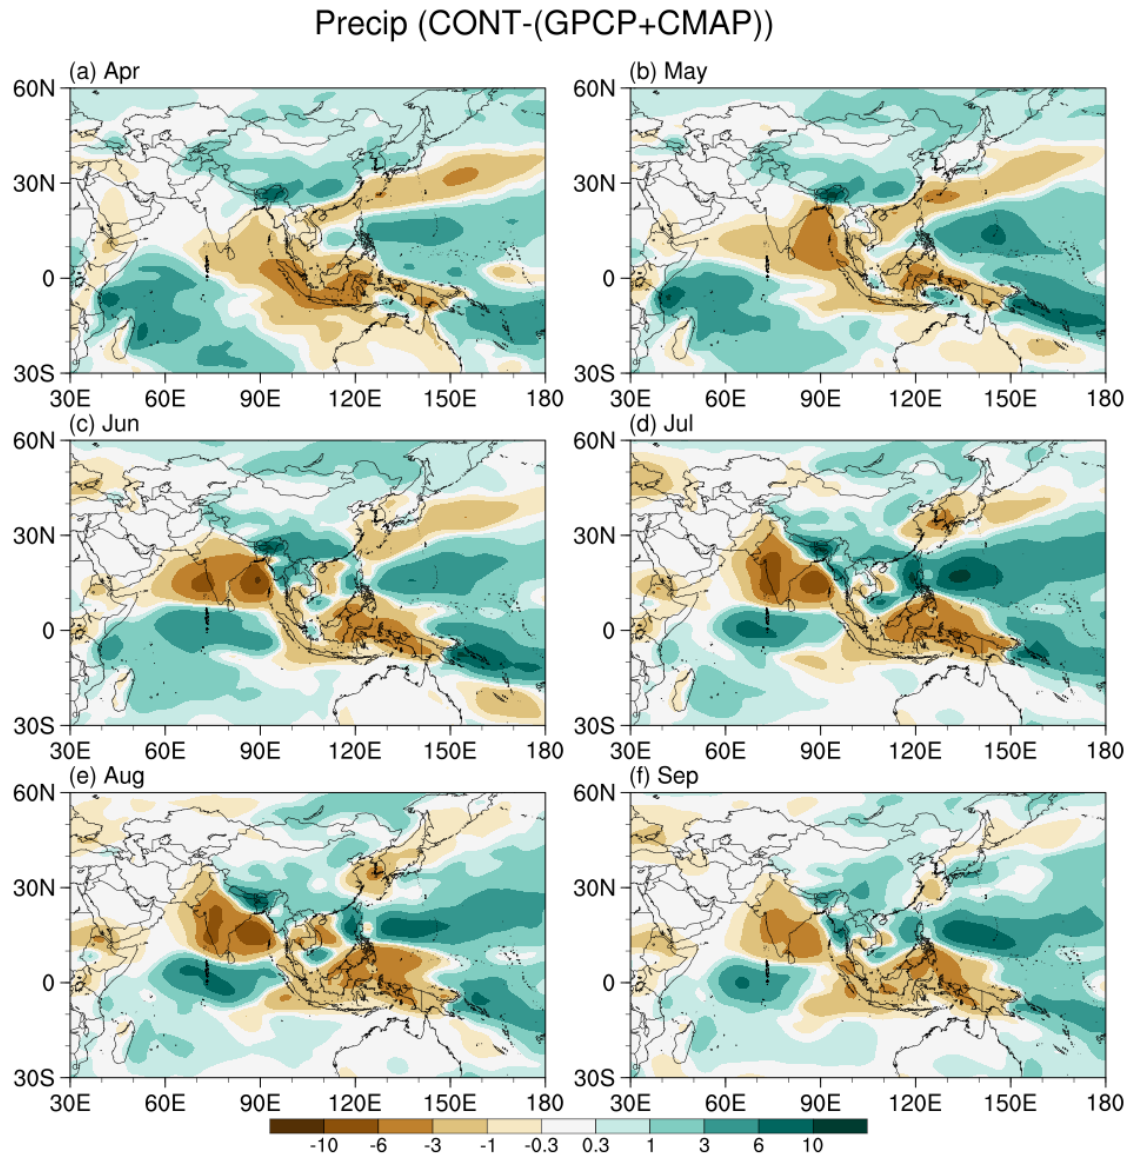 Precip (CONT-(GPCP+CMAP))
(a) Apr
(b) May
60N
30N
0
30S
30E 60E 90E 120E 150E 180
60N
30N
0
30S
30E 60E 90E 120E 150E 180
(c) Jun
(d) Jul
60N
30N
0
30S
30E 60E 90E 120E 150E 180
60N
30N
0
30S
30E 60E 90E 120E 150E 180
(e) Aug
(f) Sep
60N
30N
0
30S
30E 60E 90E 120E 150E 180
60N
30N
0
30S
30E 60E 90E 120E 150E 180
-10 -6 -3 -1 -0.3 0.3 1 3 6 10